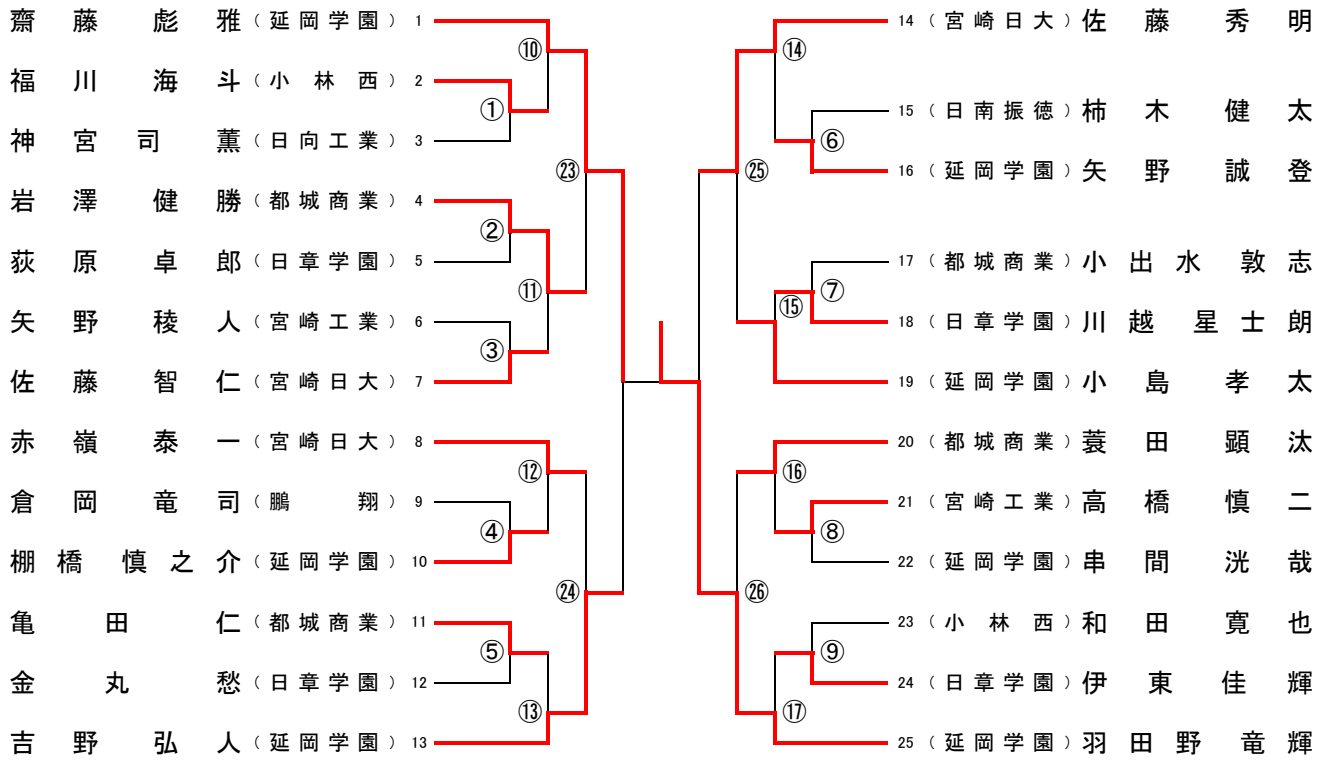 齋藤彪雅（延岡学園）1
⑩
福川海斗（小林西）2
①
神宮司薫（日向工業）3
㉓
岩澤健勝（都城商業）4
②
荻原卓郎（日章学園）5
⑪
矢野稜人（宮崎工業）6
③
佐藤智仁（宮崎日大）7
赤嶺泰一（宮崎日大）8
⑫
倉岡竜司（鵬翔）9
④
棚橋慎之介（延岡学園）10
㉔
亀田仁（都城商業）11
⑤
金丸愁（日章学園）12
⑬
吉野弘人（延岡学園）13
14（宮崎日大）佐藤秀明
⑭
15（日南振徳）柿木健太
⑥
16（延岡学園）矢野誠登
㉕
17（都城商業）小出水敦志
⑦
⑮
18（日章学園）川越星士朗
19（延岡学園）小島孝太
20（都城商業）蓑田顕汰
⑯
21（宮崎工業）高橋慎二
⑧
22（延岡学園）串間洸哉
㉖
23（小林西）和田寛也
⑨
24（日章学園）伊東佳輝
⑰
25（延岡学園）羽田野竜輝